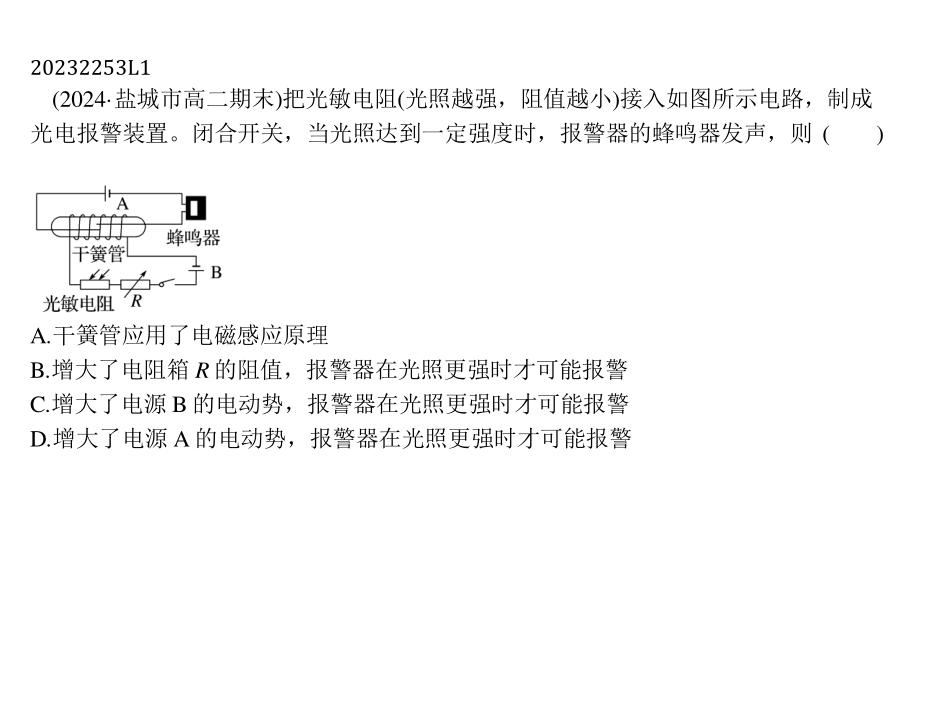 20232253L1
(2024·盐城市高二期末)把光敏电阻(光照越强，阻值越小)接入如图所示电路，制成
光电报警装置。闭合开关，当光照达到一定强度时，报警器的蜂鸣器发声，则 (　　)
A
蜂鸣器
干簧管
B
光敏电阻 R
A.干簧管应用了电磁感应原理
B.增大了电阻箱 R 的阻值，报警器在光照更强时才可能报警
C.增大了电源 B 的电动势，报警器在光照更强时才可能报警
D.增大了电源 A 的电动势，报警器在光照更强时才可能报警